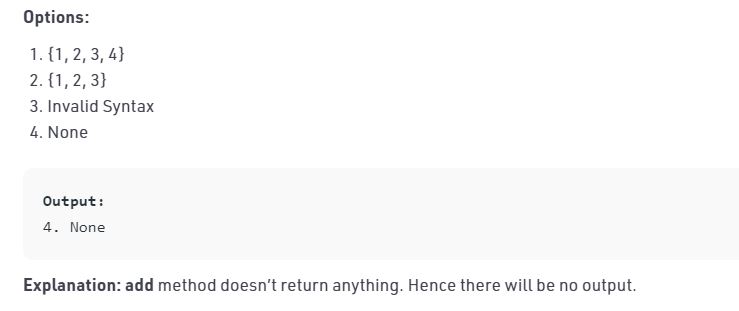 Options:
1. {1, 2, 3, 4}
2. {1, 2, 3}
3. Invalid Syntax
4. None
Output:
4. None
Explanation: add method doesn’t return anything. Hence there will be no output.